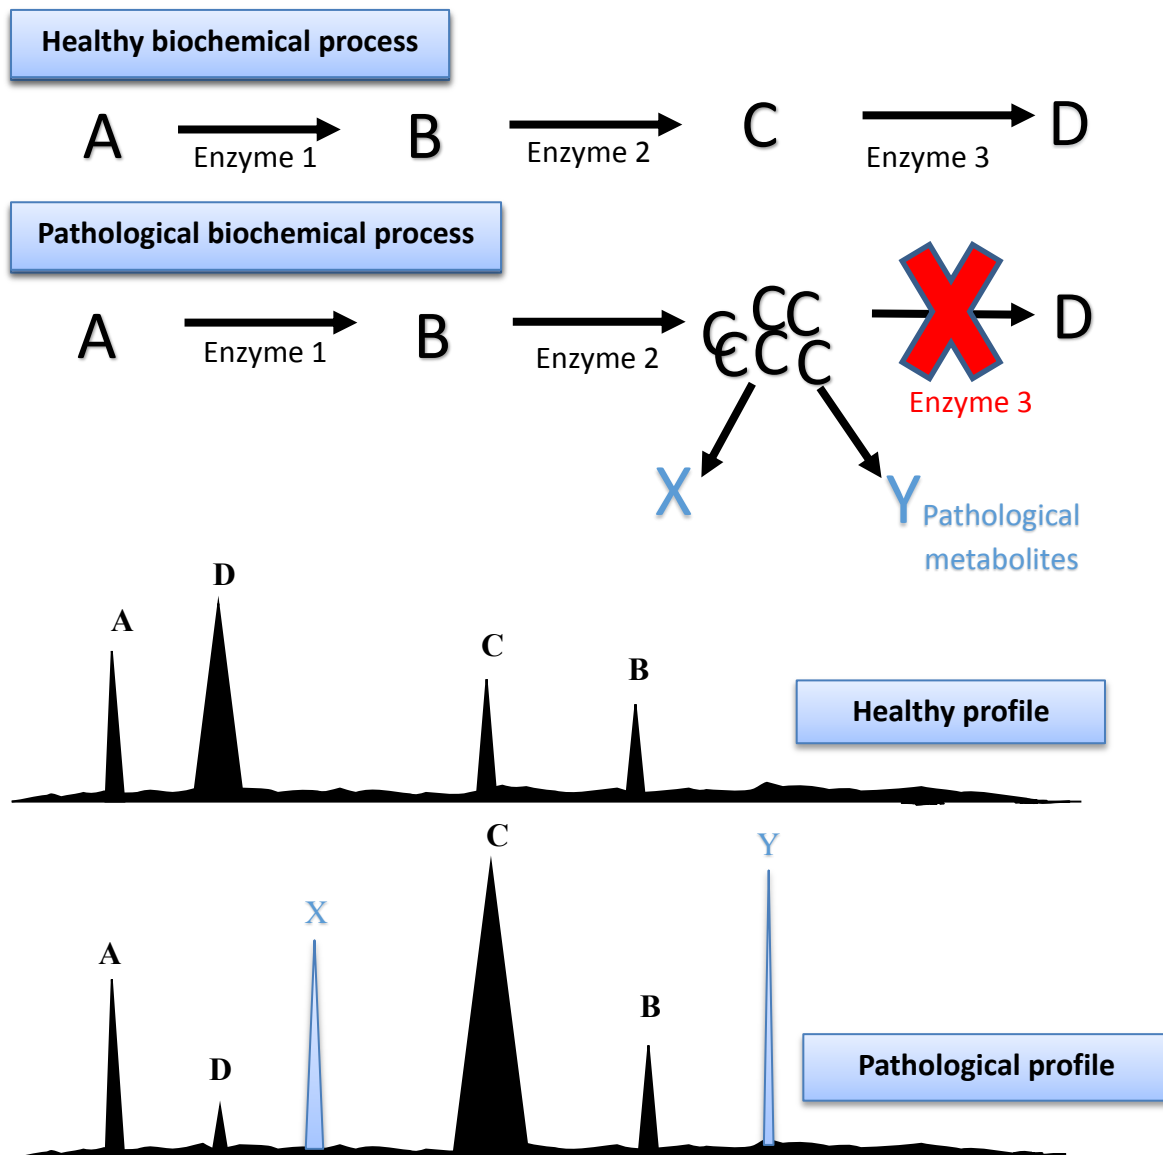 Healthy biochemical process
A B C D
Enzyme 1 Enzyme 2 Enzyme 3
Pathological biochemical process
A B C C C C C C C D
Enzyme 1 Enzyme 2 Enzyme 3
X Y Pathological
metabolites
D
A
C
B
Healthy profile
C
Y
X
A
B
D
Pathological profile